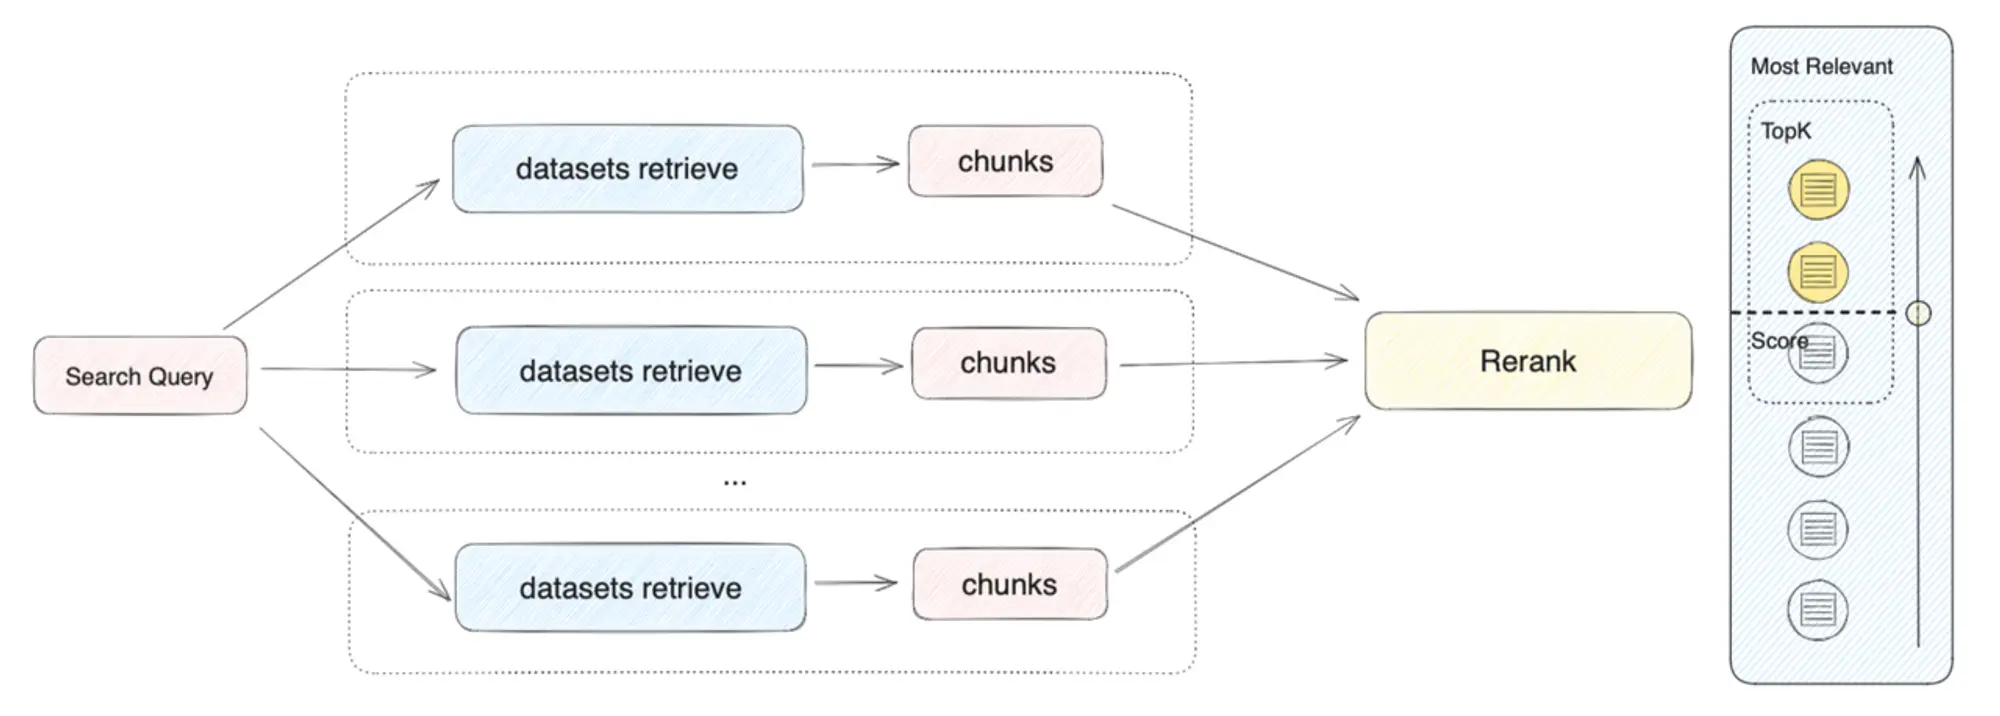 Search Query
datasets retrieve
chunks
datasets retrieve
chunks
...
datasets retrieve
chunks
Rerank
Most Relevant
TopK
Score